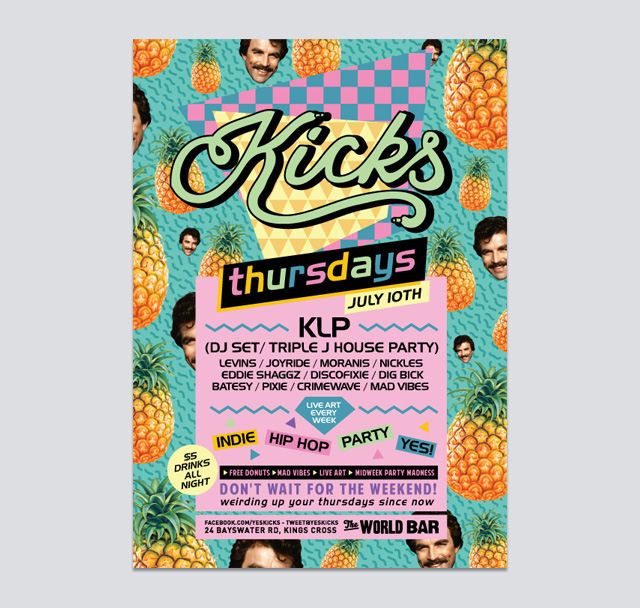 Kicks
thursdays
JULY 10TH
KLP
(DJ SET/ TRIPLE J HOUSE PARTY)
LEVINS / JOYRIDE / MORANIS / NICKLES
EDDIE SHAGGZ / DISCOFIXIE / DIG BICK
BATESY / PIXIE / CRIMEWAVE / MAD VIBES
LIVE ART
EVERY
WEEK
INDIE HIP HOP PARTY YES!
$5
DRINKS
ALL
NIGHT
FREE DONUTS MAD VIBES LIVE ART MIDWEEK PARTY MADNESS
DON'T WAIT FOR THE WEEKEND!
weirding up your thursdays since now
FACEBOOK.COM/YESKICKS - TWEET@YESKICKS
24 BAYSWATER RD, KINGS CROSS
The WORLD BAR